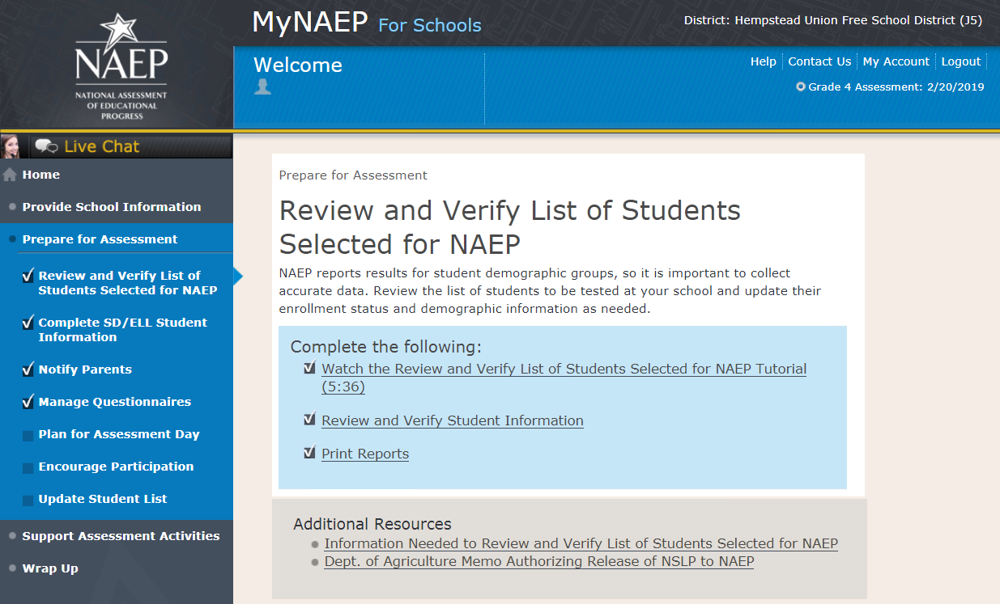 NAEP
NATIONAL ASSESSMENT
OF EDUCATIONAL
PROGRESS
MyNAEP For Schools
District: Hempstead Union Free School District (J5)
Welcome
Help Contact Us My Account Logout
Grade 4 Assessment: 2/20/2019
Live Chat
Home
Provide School Information
Prepare for Assessment
Review and Verify List of
Students Selected for NAEP
Complete SD/ELL Student
Information
Notify Parents
Manage Questionnaires
Plan for Assessment Day
Encourage Participation
Update Student List
Support Assessment Activities
Wrap Up
Prepare for Assessment
Review and Verify List of Students
Selected for NAEP
NAEP reports results for student demographic groups, so it is important to collect
accurate data. Review the list of students to be tested at your school and update their
enrollment status and demographic information as needed.
Complete the following:
Watch the Review and Verify List of Students Selected for NAEP Tutorial
(5:36)
Review and Verify Student Information
Print Reports
Additional Resources
Information Needed to Review and Verify List of Students Selected for NAEP
Dept. of Agriculture Memo Authorizing Release of NSLP to NAEP